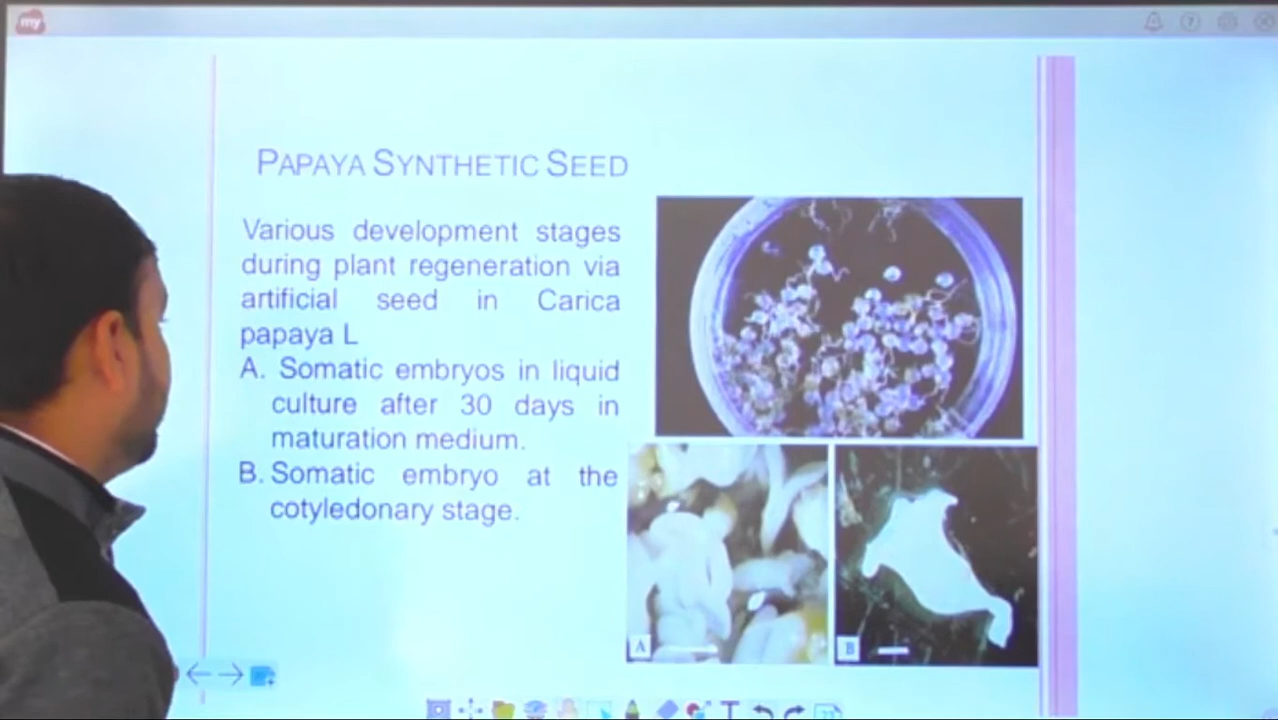 my
PAPAYA SYNTHETIC SEED
Various development stages
during plant regeneration via
artificial seed in Carica
papaya L
A. Somatic embryos in liquid
culture after 30 days in
maturation medium.
B. Somatic embryo at the
cotyledonary stage.
A
B
T